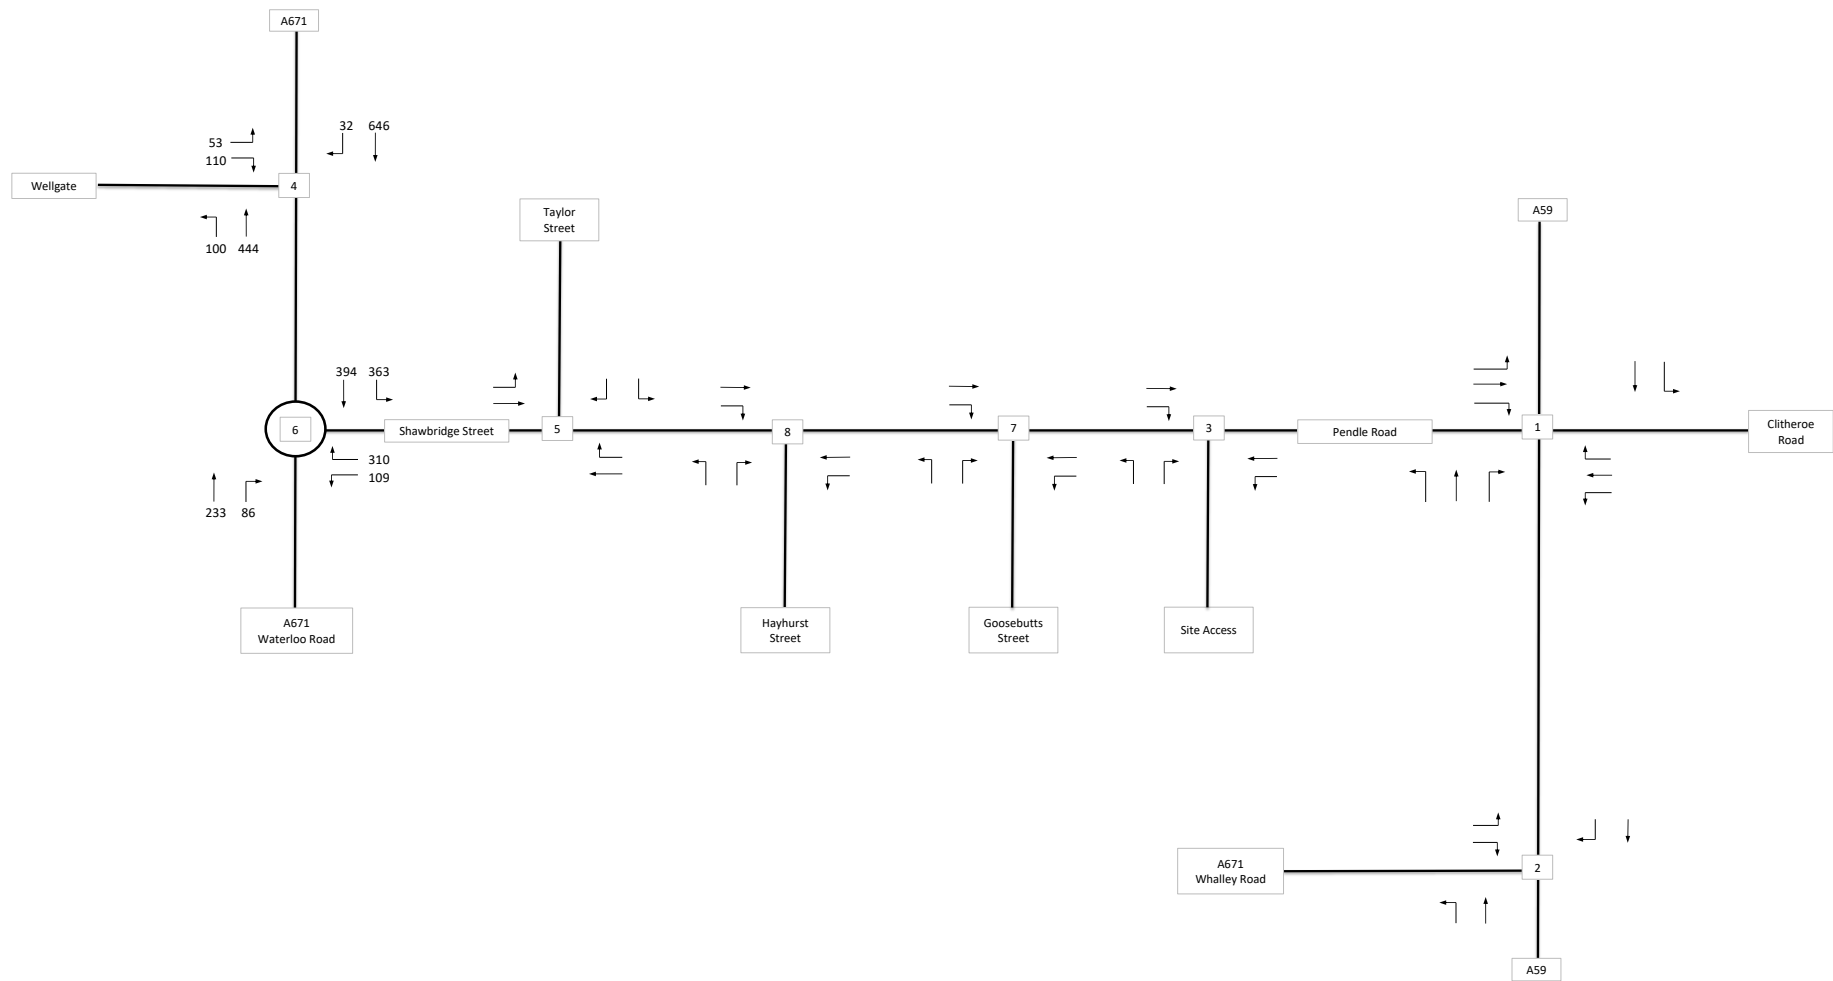 A671
32 646
53
110
Wellgate
4
100 444
Taylor
Street
A59
394 363
6
Shawbridge Street
5
8
7
3
Pendle Road
1
Clitheroe
Road
310
109
233 86
A671
Waterloo Road
Hayhurst
Street
Goosebutts
Street
Site Access
A671
Whalley Road
2
A59